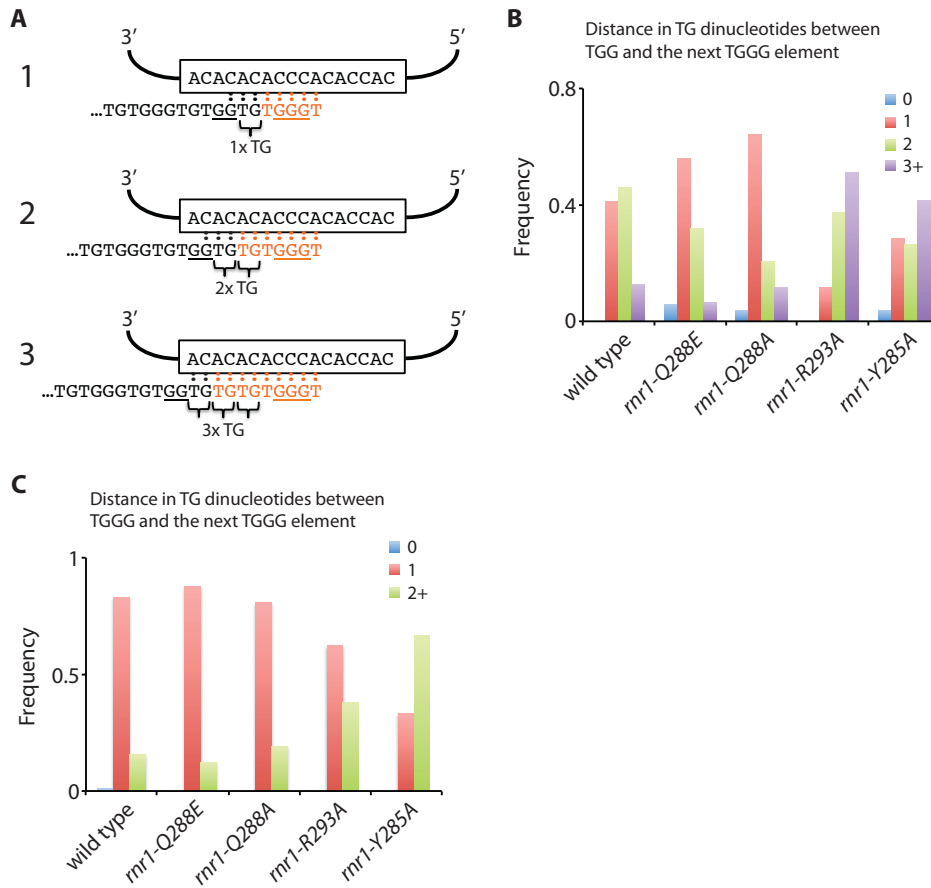 A
3′ 5′
1
ACACACACCCACACCAC
...TGTGGGTGTGGTGTGGGT
1x TG
3′ 5′
2
ACACACACCCACACCAC
...TGTGGGTGTGGTGTGTGGGT
2x TG
3′ 5′
3
ACACACACCCACACCAC
...TGTGGGTGTGGTGTGTGTGGGT
3x TG
B
Distance in TG dinucleotides between
TGG and the next TGGG element
0.8
0.4
0
Frequency
0
1
2
3+
wild type
rnr1-Q288E
rnr1-Q288A
rnr1-R293A
rnr1-Y285A
C
Distance in TG dinucleotides between
TGGG and the next TGGG element
1
0.5
0
Frequency
0
1
2+
wild type
rnr1-Q288E
rnr1-Q288A
rnr1-R293A
rnr1-Y285A